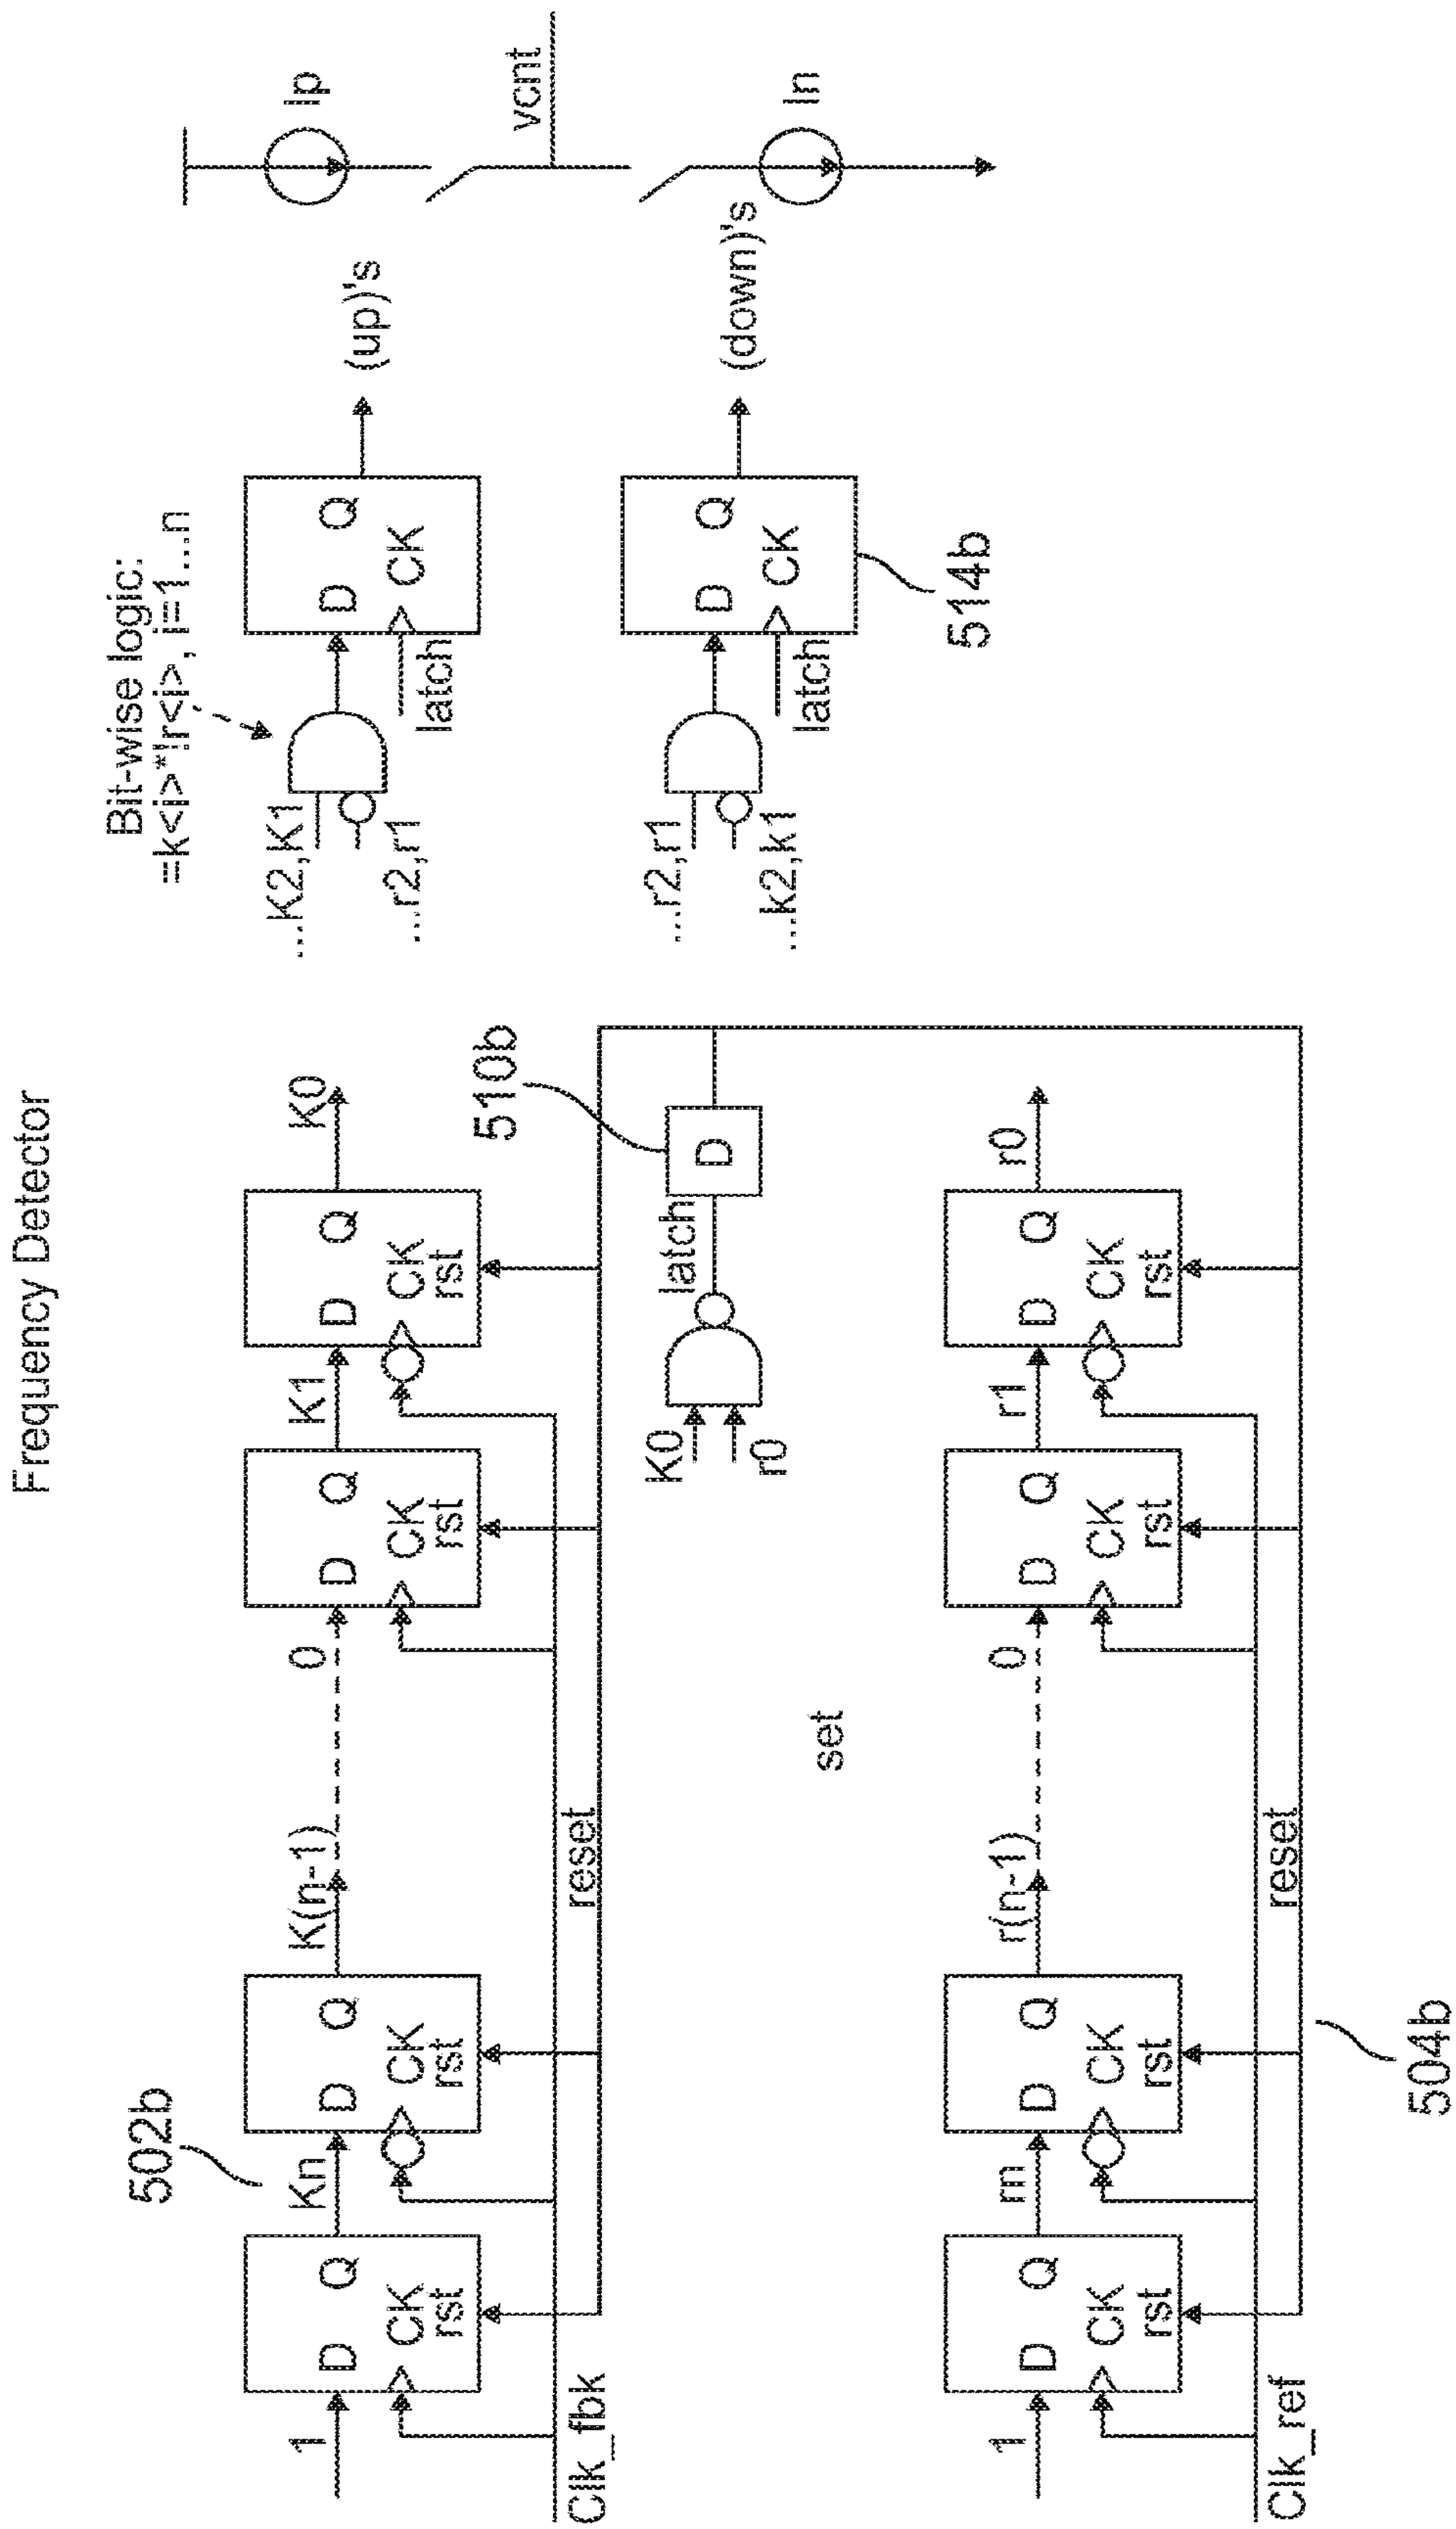 Frequency Detector
502b
1
D Q
CK
rst
Kn
D Q
CK
rst
K(n-1)
0
D Q
CK
rst
K1
D Q
CK
rst
K0
Clk_fbk
reset
K0
r0
latch
D
510b
set
1
D Q
CK
rst
rn
D Q
CK
rst
r(n-1)
0
D Q
CK
rst
r1
D Q
CK
rst
r0
Clk_ref
reset
504b
Bit-wise logic:
=k<i>*!r<i>, i=1...n
...K2,K1
...r2,r1
D Q
CK
latch
(up)'s
...r2,r1
...k2,k1
D Q
CK
latch
(down)'s
514b
Ip
vcnt
In